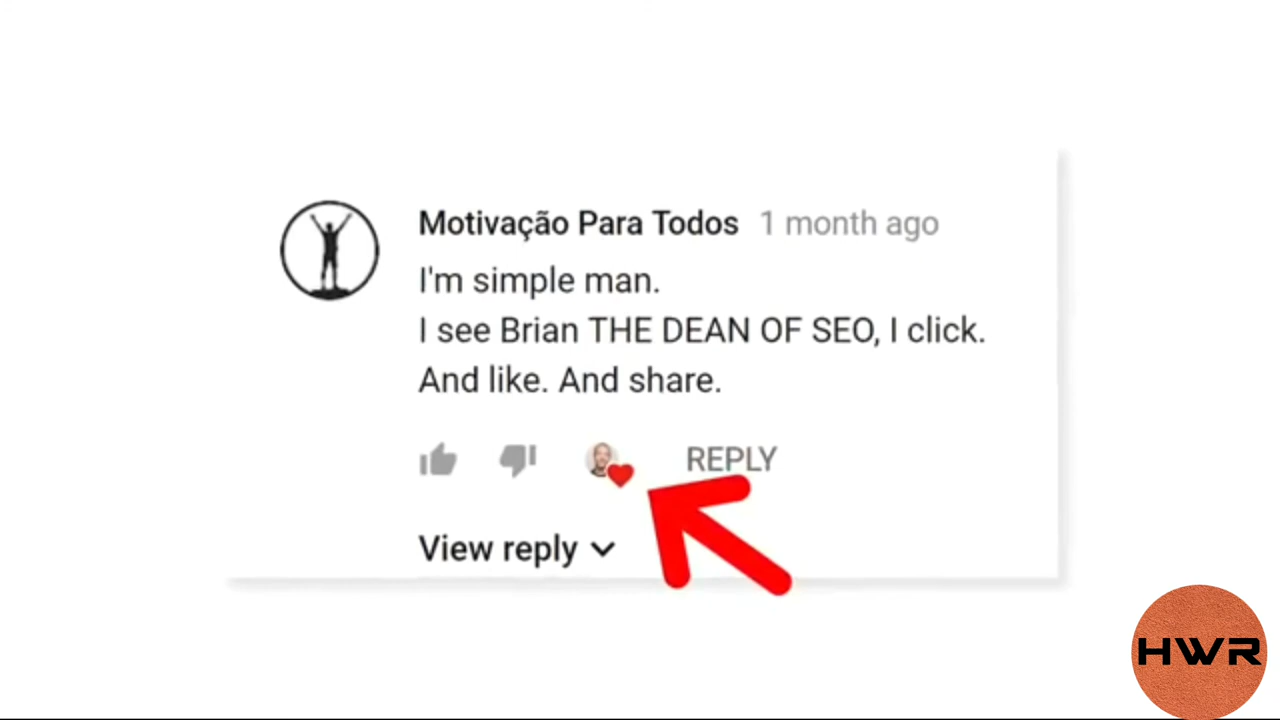 Motivação Para Todos 1 month ago
I'm simple man.
I see Brian THE DEAN OF SEO, I click.
And like. And share.
REPLY
View reply
HWR